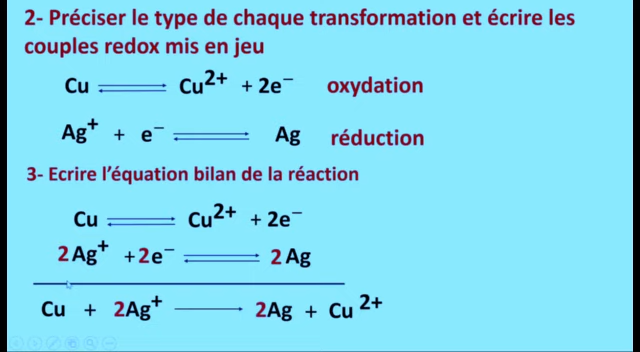 2- Préciser le type de chaque transformation et écrire les
couples redox mis en jeu
Cu ⇌ Cu2+ + 2e− oxydation
Ag+ + e− ⇌ Ag réduction
3- Ecrire l’équation bilan de la réaction
Cu ⇌ Cu2+ + 2e−
2Ag+ +2e− ⇌ 2Ag
Cu + 2Ag+ → 2Ag + Cu 2+